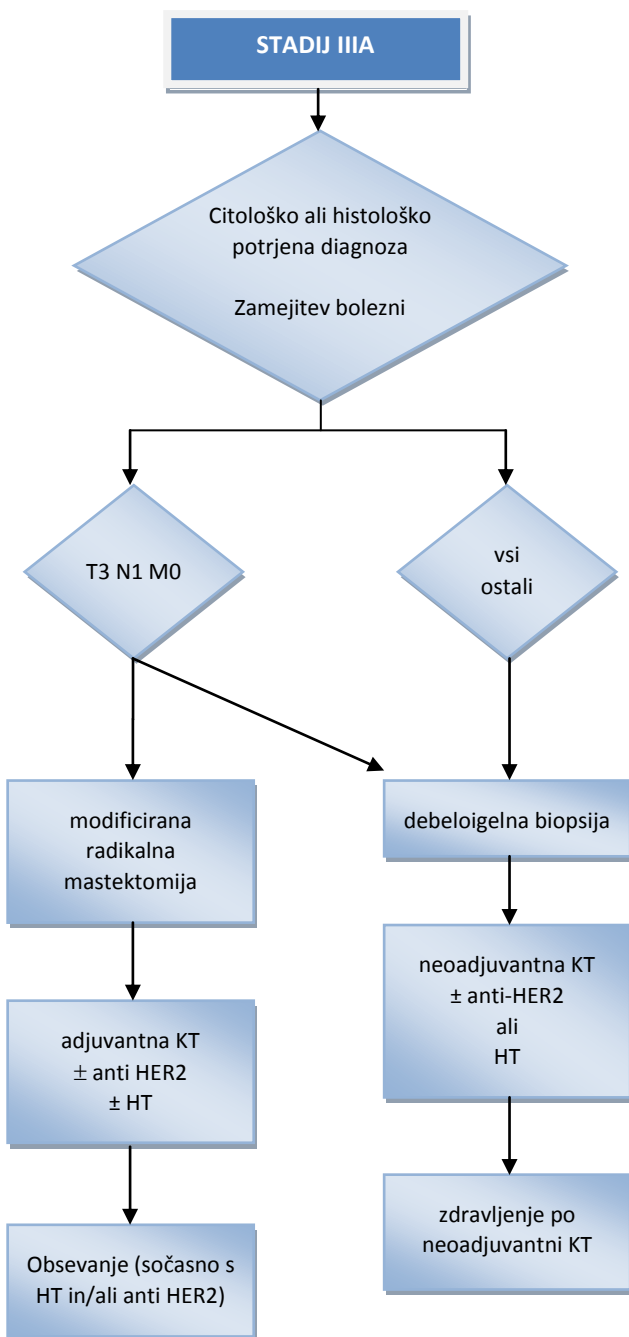 STADIJ IIIA
Citološko ali histološko
potrjena diagnoza
Zamejitev bolezni
T3 N1 M0
vsi
ostali
modificirana
radikalna
mastektomija
debeloigelna biopsija
adjuvantna KT
± anti HER2
± HT
neoadjuvantna KT
± anti-HER2
ali
HT
Obsevanje (sočasno s
HT in/ali anti HER2)
zdravljenje po
neoadjuvantni KT